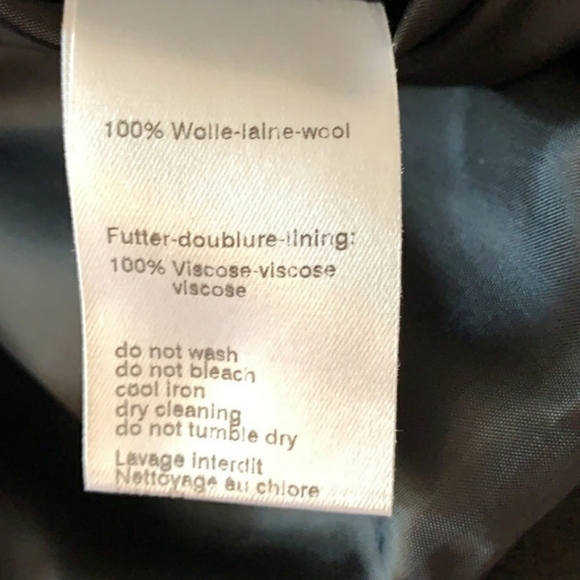 100% Wolle-laine-wool
Futter-doublure-lining:
100% Viscose-viscose
viscose
do not wash
do not bleach
cool iron
dry cleaning
do not tumble dry
Lavage interdit
Nettoyage au chlore